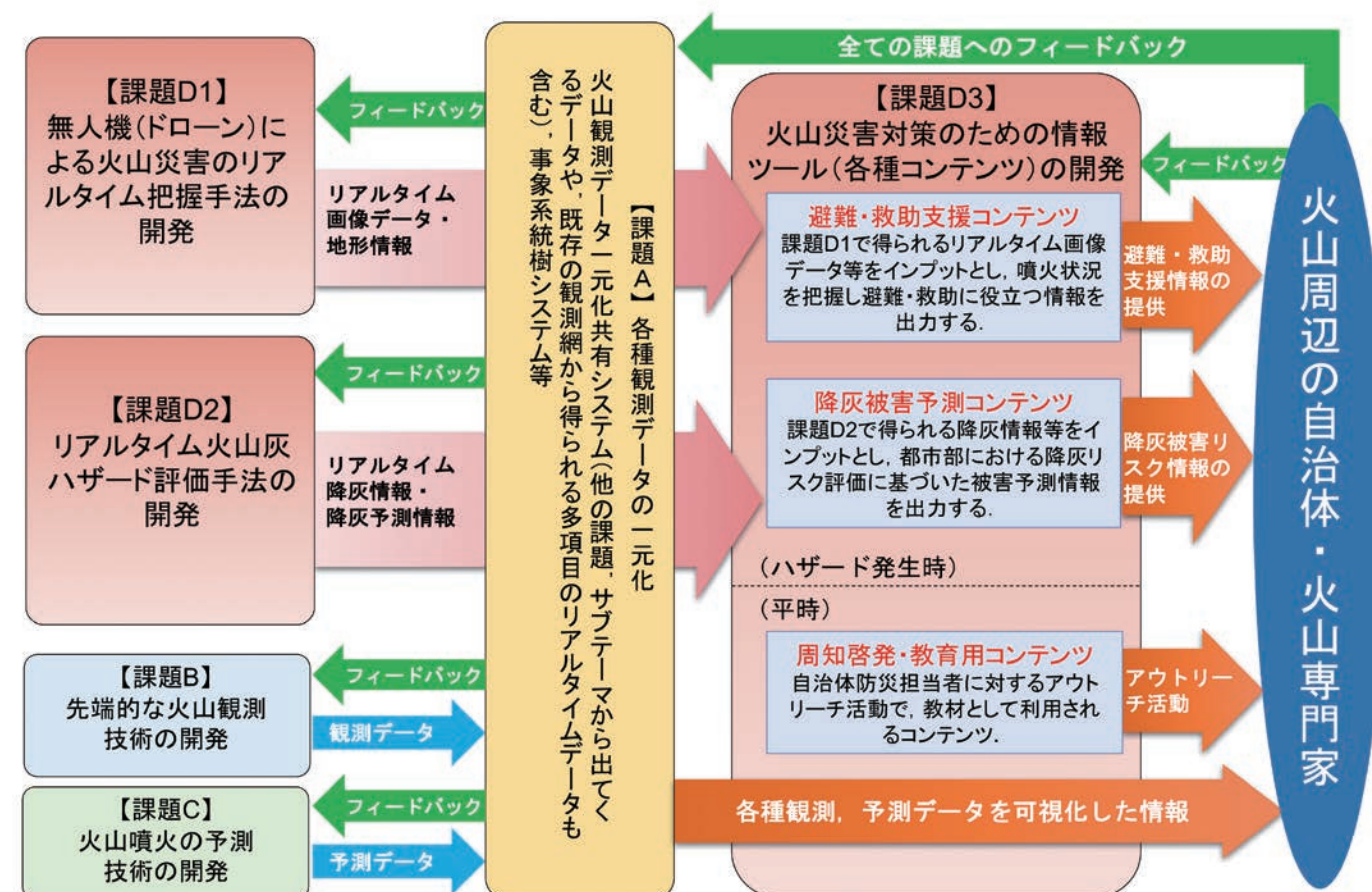 全ての課題へのフィードバック
【課題D1】
無人機(ドローン)に
よる火山災害のリア
ルタイム把握手法の
開発
フィードバック
リアルタイム
画像データ・
地形情報
【課題D2】
リアルタイム火山灰
ハザード評価手法の
開発
フィードバック
リアルタイム
降灰情報・
降灰予測情報
【課題B】
先端的な火山観測
技術の開発
フィードバック
観測データ
【課題C】
火山噴火の予測
技術の開発
フィードバック
予測データ
【課題A】各種観測データの一元化
火山観測データ一元化共有システム(他の課題，サブテーマから出てく
るデータや，既存の観測網から得られる多項目のリアルタイムデータも
含む)，事象系統樹システム等
【課題D3】
火山災害対策のための情報
ツール(各種コンテンツ)の開発
フィードバック
避難・救助支援コンテンツ
課題D1で得られるリアルタイム画像
データ等をインプットとし，噴火状況
を把握し避難・救助に役立つ情報を
出力する．
避難・救助
支援情報の
提供
降灰被害予測コンテンツ
課題D2で得られる降灰情報等をイ
ンプットとし，都市部における降灰リ
スク評価に基づいた被害予測情報
を出力する．
降灰被害リ
スク情報の
提供
(ハザード発生時)
(平時)
周知啓発・教育用コンテンツ
自治体防災担当者に対するアウト
リーチ活動で，教材として利用され
るコンテンツ．
アウトリー
チ活動
各種観測，予測データを可視化した情報
火山周辺の自治体・火山専門家